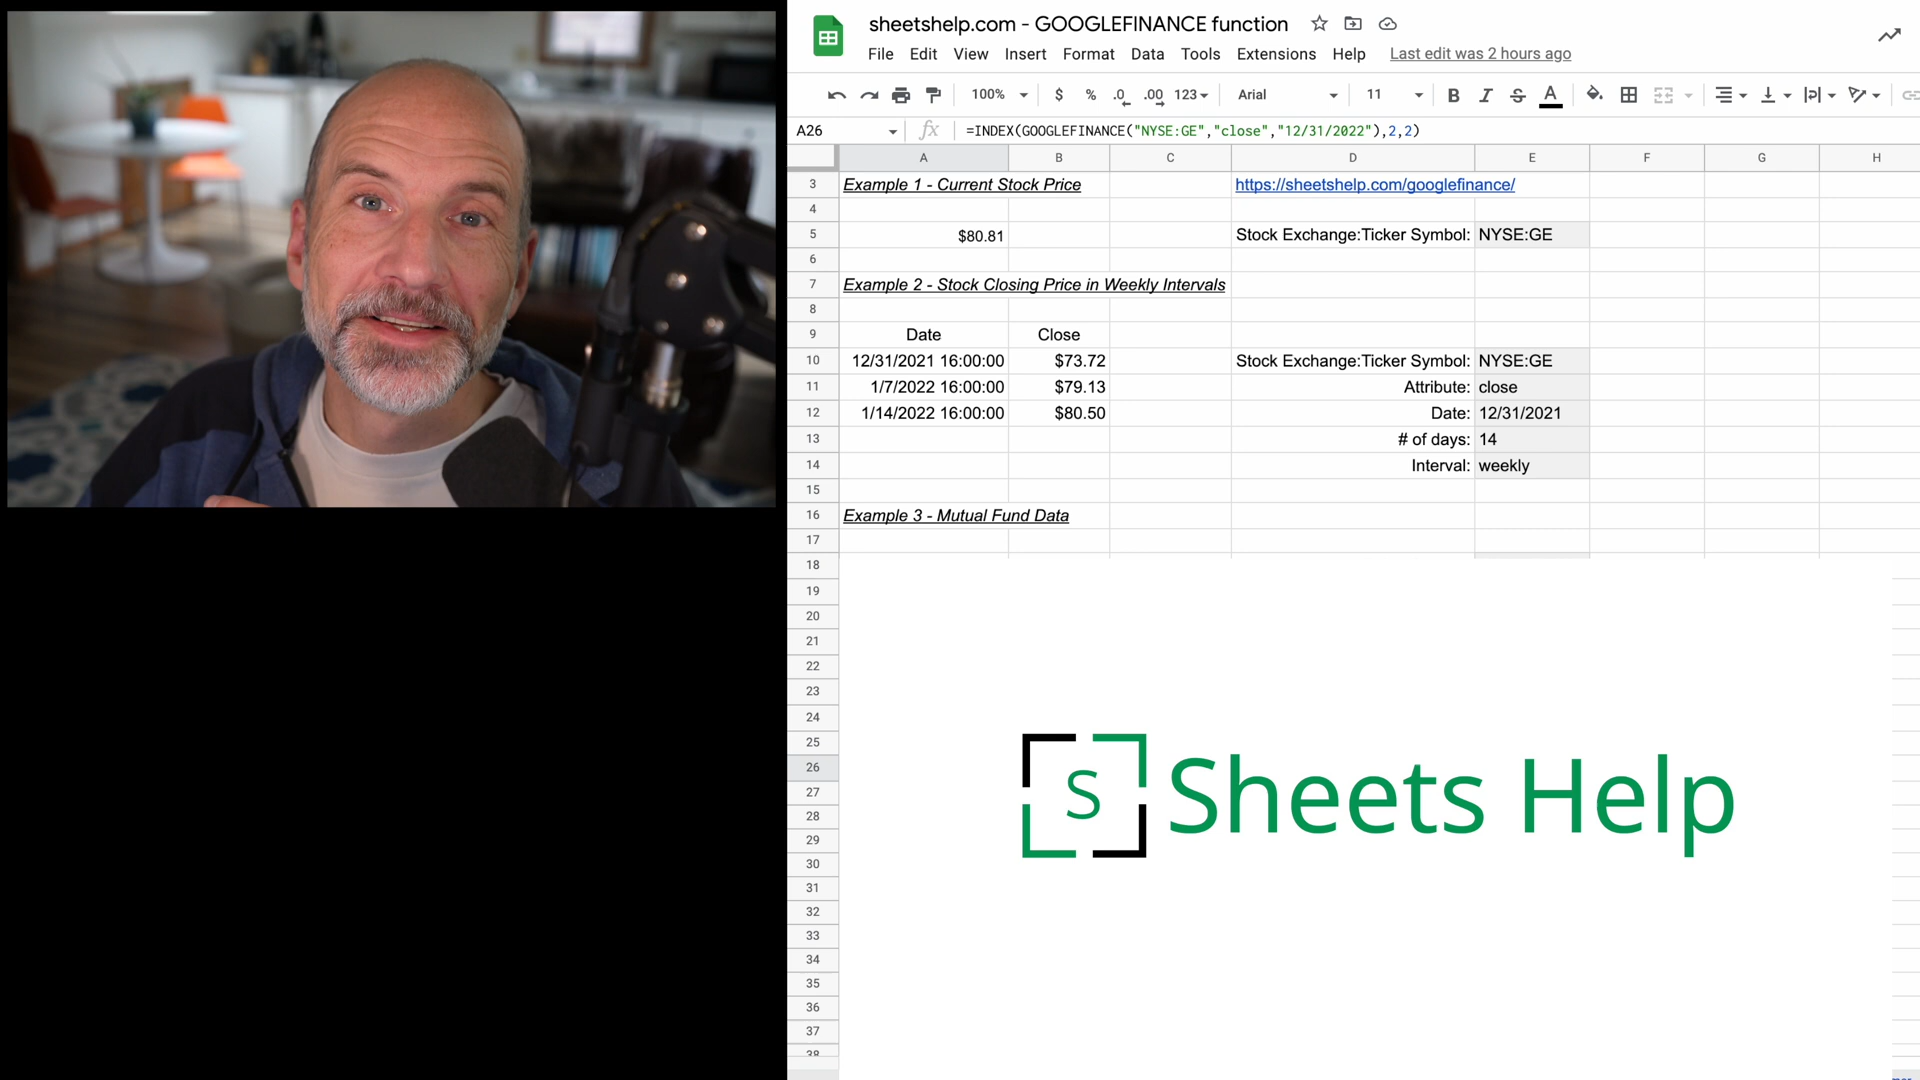 sheetshelp.com - GOOGLEFINANCE function
File Edit View Insert Format Data Tools Extensions Help Last edit was 2 hours ago
100% $ % .0 .00 123 Arial 11 B I S A
A26 fx =INDEX(GOOGLEFINANCE("NYSE:GE","close","12/31/2022"),2,2)
A B C D E F G H
3 Example 1 - Current Stock Price https://sheetshelp.com/googlefinance/
4
5 $80.81 Stock Exchange:Ticker Symbol: NYSE:GE
6
7 Example 2 - Stock Closing Price in Weekly Intervals
8
9 Date Close
10 12/31/2021 16:00:00 $73.72 Stock Exchange:Ticker Symbol: NYSE:GE
11 1/7/2022 16:00:00 $79.13 Attribute: close
12 1/14/2022 16:00:00 $80.50 Date: 12/31/2021
13 # of days: 14
14 Interval: weekly
15
16 Example 3 - Mutual Fund Data
17
18
19
20
21
22
23
24
25
26
S Sheets Help
27
28
29
30
31
32
33
34
35
36
37
38